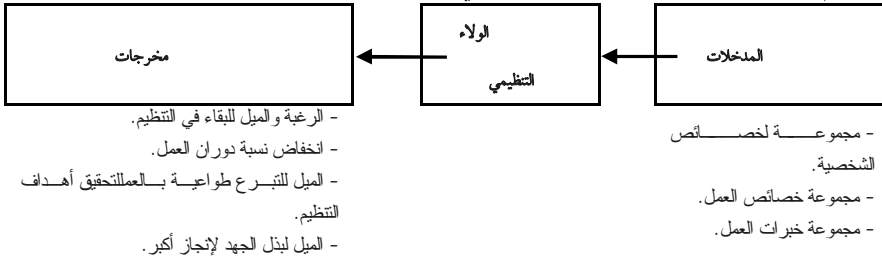 المدخلات
الولاء
التنظيمي
مخرجات
- مجموعة لخصائص
الشخصية.
- مجموعة خصائص العمل.
- مجموعة خبرات العمل.
- الرغبة والميل للبقاء في التنظيم.
- انخفاض نسبة دوران العمل.
- الميل للتبرع طواعية بالعمللتحقيق أهداف
التنظيم.
- الميل لبذل الجهد لإنجاز أكبر.